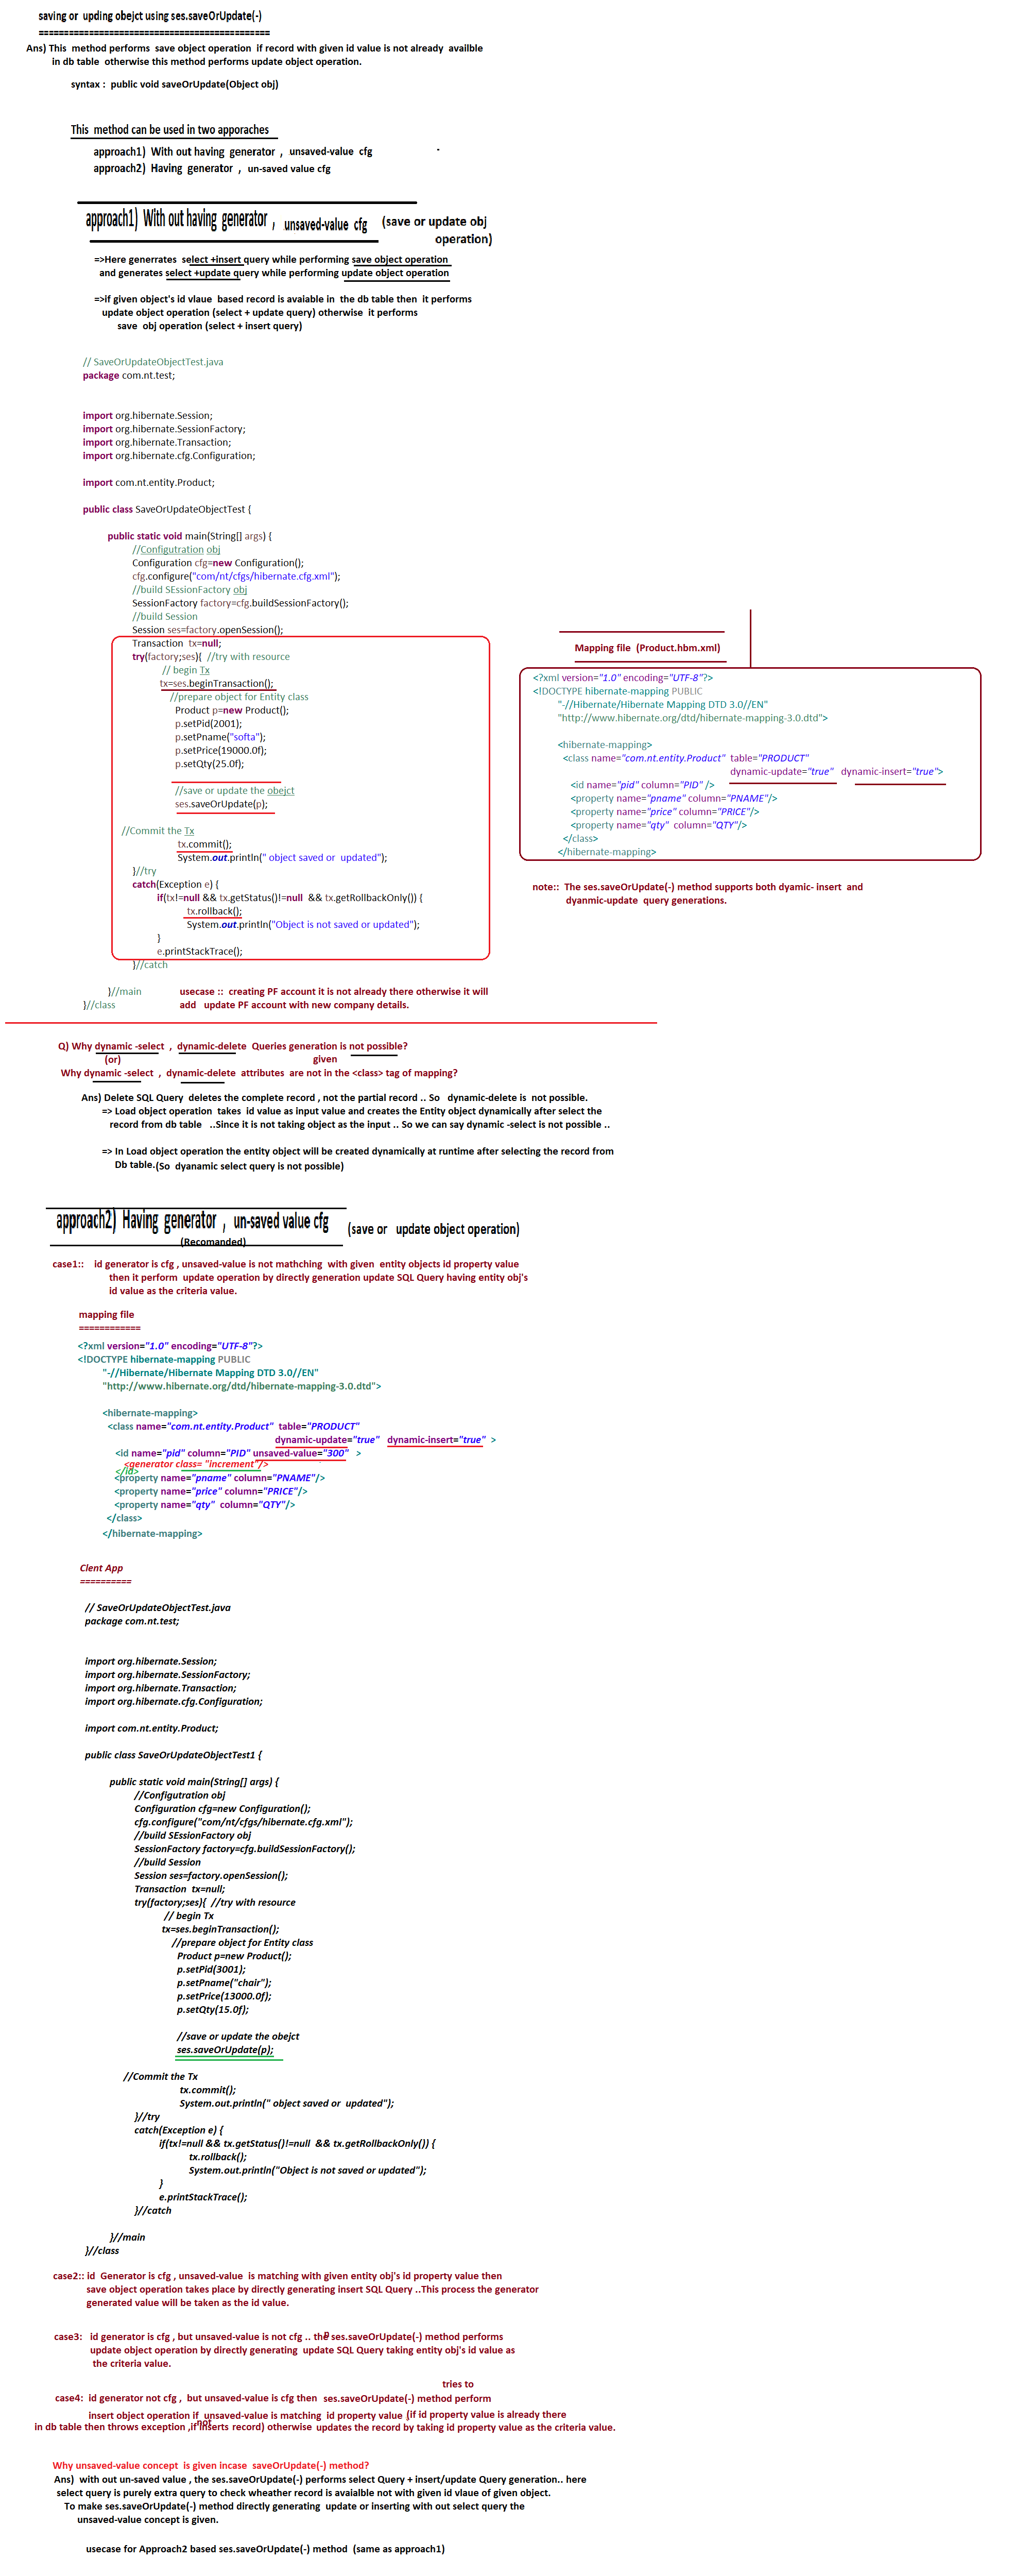 saving or  upding obejct using ses.saveOrUpdate(-)
==============================================
Ans) This  method performs  save object operation  if record with given id value is not already  availble
in db table  otherwise this method performs update object operation.
syntax :  public void saveOrUpdate(Object obj)
This  method can be used in two apporaches
approach1)  With out having  generator  ,  unsaved-value  cfg
approach2)  Having  generator  ,  un-saved value cfg
approach1)  With out having  generator  ,  unsaved-value  cfg    (save or update obj
operation)
=>Here generrates  select +insert query while performing save object operation
and generates select +update query while performing update object operation
=>if given object's id vlaue  based record is avaiable in  the db table then  it performs
update object operation (select + update query) otherwise  it performs
save  obj operation (select + insert query)
// SaveOrUpdateObjectTest.java
package com.nt.test;
import org.hibernate.Session;
import org.hibernate.SessionFactory;
import org.hibernate.Transaction;
import org.hibernate.cfg.Configuration;
import com.nt.entity.Product;
public class SaveOrUpdateObjectTest {
public static void main(String[] args) {
//Configutration obj
Configuration cfg=new Configuration();
cfg.configure("com/nt/cfgs/hibernate.cfg.xml");
//build SEssionFactory obj
SessionFactory factory=cfg.buildSessionFactory();
//build Session
Session ses=factory.openSession();
Transaction  tx=null;
try(factory;ses){  //try with resource
// begin Tx
tx=ses.beginTransaction();
//prepare object for Entity class
Product p=new Product();
p.setPid(2001);
p.setPname("softa");
p.setPrice(19000.0f);
p.setQty(25.0f);
//save or update the obejct
ses.saveOrUpdate(p);
//Commit the Tx
tx.commit();
System.out.println(" object saved or  updated");
}//try
catch(Exception e) {
if(tx!=null && tx.getStatus()!=null  && tx.getRollbackOnly()) {
tx.rollback();
System.out.println("Object is not saved or updated");
}
e.printStackTrace();
}//catch
}//main
}//class
Mapping file  (Product.hbm.xml)
<?xml version="1.0" encoding="UTF-8"?>
<!DOCTYPE hibernate-mapping PUBLIC
"-//Hibernate/Hibernate Mapping DTD 3.0//EN"
"http://www.hibernate.org/dtd/hibernate-mapping-3.0.dtd">
<hibernate-mapping>
<class name="com.nt.entity.Product"  table="PRODUCT"
dynamic-update="true"   dynamic-insert="true">
<id name="pid" column="PID" />
<property name="pname" column="PNAME"/>
<property name="price" column="PRICE"/>
<property name="qty"  column="QTY"/>
</class>
</hibernate-mapping>
note::  The ses.saveOrUpdate(-) method supports both dyamic- insert  and
dyanmic-update  query generations.
usecase ::  creating PF account it is not already there otherwise it will
add   update PF account with new company details.
Q) Why dynamic -select  ,  dynamic-delete  Queries generation is not possible?
(or)                    given
Why dynamic -select  ,  dynamic-delete  attributes  are not in the <class> tag of mapping?
Ans) Delete SQL Query  deletes the complete record , not the partial record .. So   dynamic-delete is  not possible.
=> Load object operation  takes  id value as input value and creates the Entity object dynamically after select the
record from db table   ..Since it is not taking object as the input .. So we can say dynamic -select is not possible ..
=> In Load object operation the entity object will be created dynamically at runtime after selecting the record from
Db table.(So  dyanamic select query is not possible)
approach2)  Having  generator  ,  un-saved value cfg    (save or   update object operation)
(Recomanded)
case1::    id generator is cfg , unsaved-value is not mathching  with given  entity objects id property value
then it perform  update operation by directly generation update SQL Query having entity obj's
id value as the criteria value.
mapping file
============
<?xml version="1.0" encoding="UTF-8"?>
<!DOCTYPE hibernate-mapping PUBLIC
"-//Hibernate/Hibernate Mapping DTD 3.0//EN"
"http://www.hibernate.org/dtd/hibernate-mapping-3.0.dtd">
<hibernate-mapping>
<class name="com.nt.entity.Product"  table="PRODUCT"
dynamic-update="true"   dynamic-insert="true"  >
<id name="pid" column="PID" unsaved-value="300"   >
<generator class= "increment"/>
</id>
<property name="pname" column="PNAME"/>
<property name="price" column="PRICE"/>
<property name="qty"  column="QTY"/>
</class>
</hibernate-mapping>
Clent App
==========
// SaveOrUpdateObjectTest.java
package com.nt.test;
import org.hibernate.Session;
import org.hibernate.SessionFactory;
import org.hibernate.Transaction;
import org.hibernate.cfg.Configuration;
import com.nt.entity.Product;
public class SaveOrUpdateObjectTest1 {
public static void main(String[] args) {
//Configutration obj
Configuration cfg=new Configuration();
cfg.configure("com/nt/cfgs/hibernate.cfg.xml");
//build SEssionFactory obj
SessionFactory factory=cfg.buildSessionFactory();
//build Session
Session ses=factory.openSession();
Transaction  tx=null;
try(factory;ses){  //try with resource
// begin Tx
tx=ses.beginTransaction();
//prepare object for Entity class
Product p=new Product();
p.setPid(3001);
p.setPname("chair");
p.setPrice(13000.0f);
p.setQty(15.0f);
//save or update the obejct
ses.saveOrUpdate(p);
//Commit the Tx
tx.commit();
System.out.println(" object saved or  updated");
}//try
catch(Exception e) {
if(tx!=null && tx.getStatus()!=null  && tx.getRollbackOnly()) {
tx.rollback();
System.out.println("Object is not saved or updated");
}
e.printStackTrace();
}//catch
}//main
}//class
case2:: id  Generator is cfg , unsaved-value  is matching with given entity obj's id property value then
save object operation takes place by directly generating insert SQL Query ..This process the generator
generated value will be taken as the id value.
case3:   id generator is cfg , but unsaved-value is not cfg .. the ses.saveOrUpdate(-) method performs
update object operation by directly generating  update SQL Query taking entity obj's id value as
the criteria value.
tries to
case4:  id generator not cfg ,  but unsaved-value is cfg then  ses.saveOrUpdate(-) method perform
insert object operation if  unsaved-value is matching  id property value (if id property value is already there
not
in db table then throws exception ,if inserts record) otherwise  updates the record by taking id property value as the criteria value.
Why unsaved-value concept  is given incase  saveOrUpdate(-) method?
Ans)  with out un-saved value , the ses.saveOrUpdate(-) performs select Query + insert/update Query generation.. here
select query is purely extra query to check wheather record is avaialble not with given id vlaue of given object.
To make ses.saveOrUpdate(-) method directly generating  update or inserting with out select query the
unsaved-value concept is given.
usecase for Approach2 based ses.saveOrUpdate(-) method  (same as approach1)